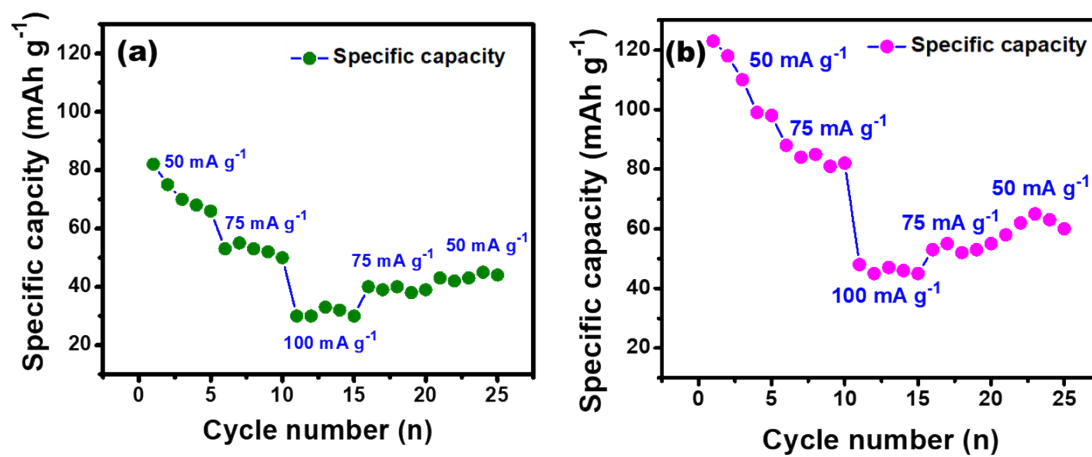 (a)
Specific capacity
120
100
80
60
40
20
0
5
10
15
20
25
50 mA g⁻¹
75 mA g⁻¹
100 mA g⁻¹
75 mA g⁻¹
50 mA g⁻¹
Specific capcity (mAh g⁻¹)
Cycle number (n)
(b)
Specific capacity
120
100
80
60
40
20
0
5
10
15
20
25
50 mA g⁻¹
75 mA g⁻¹
100 mA g⁻¹
75 mA g⁻¹
50 mA g⁻¹
Specific capacity (mAh g⁻¹)
Cycle number (n)